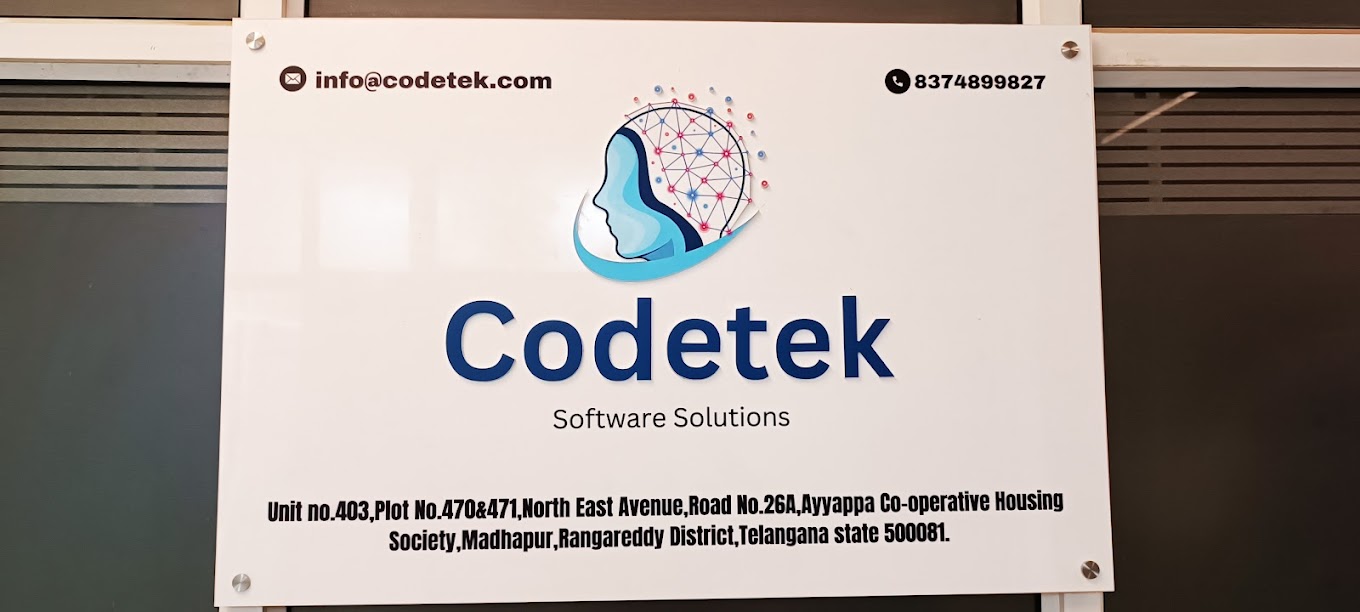 info@codetek.com
8374899827
Codetek
Software Solutions
Unit no.403,Plot No.470&471,North East Avenue,Road No.26A,Ayyappa Co-operative Housing
Society,Madhapur,Rangareddy District,Telangana state 500081.